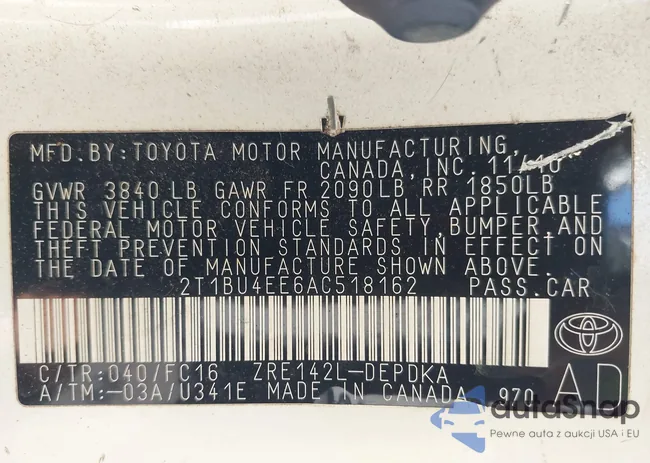 MFD.BY:TOYOTA MOTOR MANUFACTURING,
CANADA,INC. 11/10
GVWR 3840 LB GAWR FR 2090LB, RR 1850LB
THIS VEHICLE CONFORMS TO ALL APPLICABLE
FEDERAL MOTOR VEHICLE SAFETY, BUMPER,AND
THEFT PREVENTION STANDARDS IN EFFECT ON
THE DATE OF MANUFACTURE SHOWN ABOVE.
2T1BU4EE6AC518162 PASS.CAR
C/TR:040/FC16 ZRE142L-DEPDKA
A/TM:-03A/U341E MADE IN CANADA 970 AD
autoSnap
Pewne auta z aukcji USA i EU